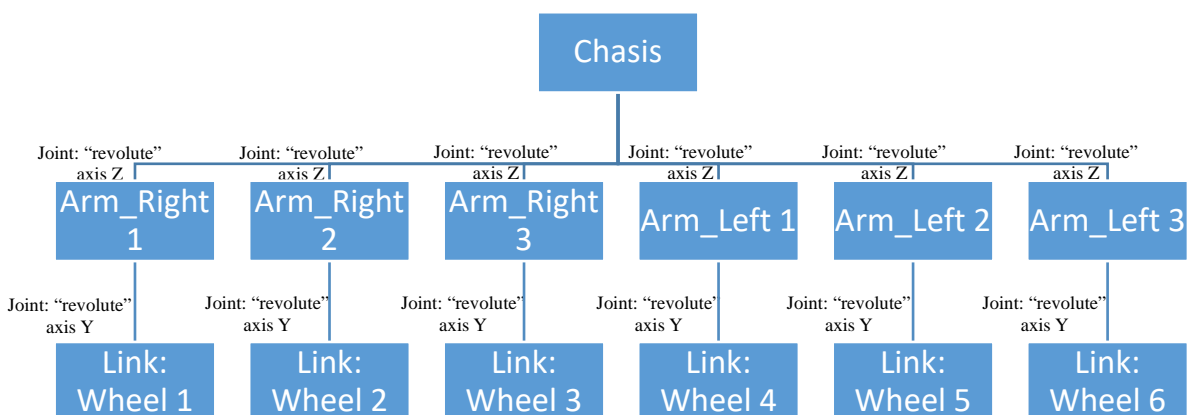 Chasis
Joint: “revolute”
axis Z
Joint: “revolute”
axis Z
Joint: “revolute”
axis Z
Joint: “revolute”
axis Z
Joint: “revolute”
axis Z
Joint: “revolute”
axis Z
Arm_Right
1
Arm_Right
2
Arm_Right
3
Arm_Left 1
Arm_Left 2
Arm_Left 3
Joint: “revolute”
axis Y
Joint: “revolute”
axis Y
Joint: “revolute”
axis Y
Joint: “revolute”
axis Y
Joint: “revolute”
axis Y
Joint: “revolute”
axis Y
Link:
Wheel 1
Link:
Wheel 2
Link:
Wheel 3
Link:
Wheel 4
Link:
Wheel 5
Link:
Wheel 6